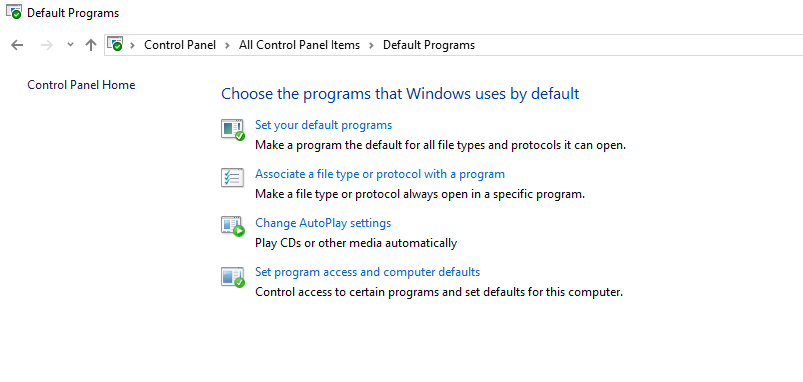 Default Programs
Control Panel > All Control Panel Items > Default Programs
Control Panel Home
Choose the programs that Windows uses by default
Set your default programs
Make a program the default for all file types and protocols it can open.
Associate a file type or protocol with a program
Make a file type or protocol always open in a specific program.
Change AutoPlay settings
Play CDs or other media automatically
Set program access and computer defaults
Control access to certain programs and set defaults for this computer.